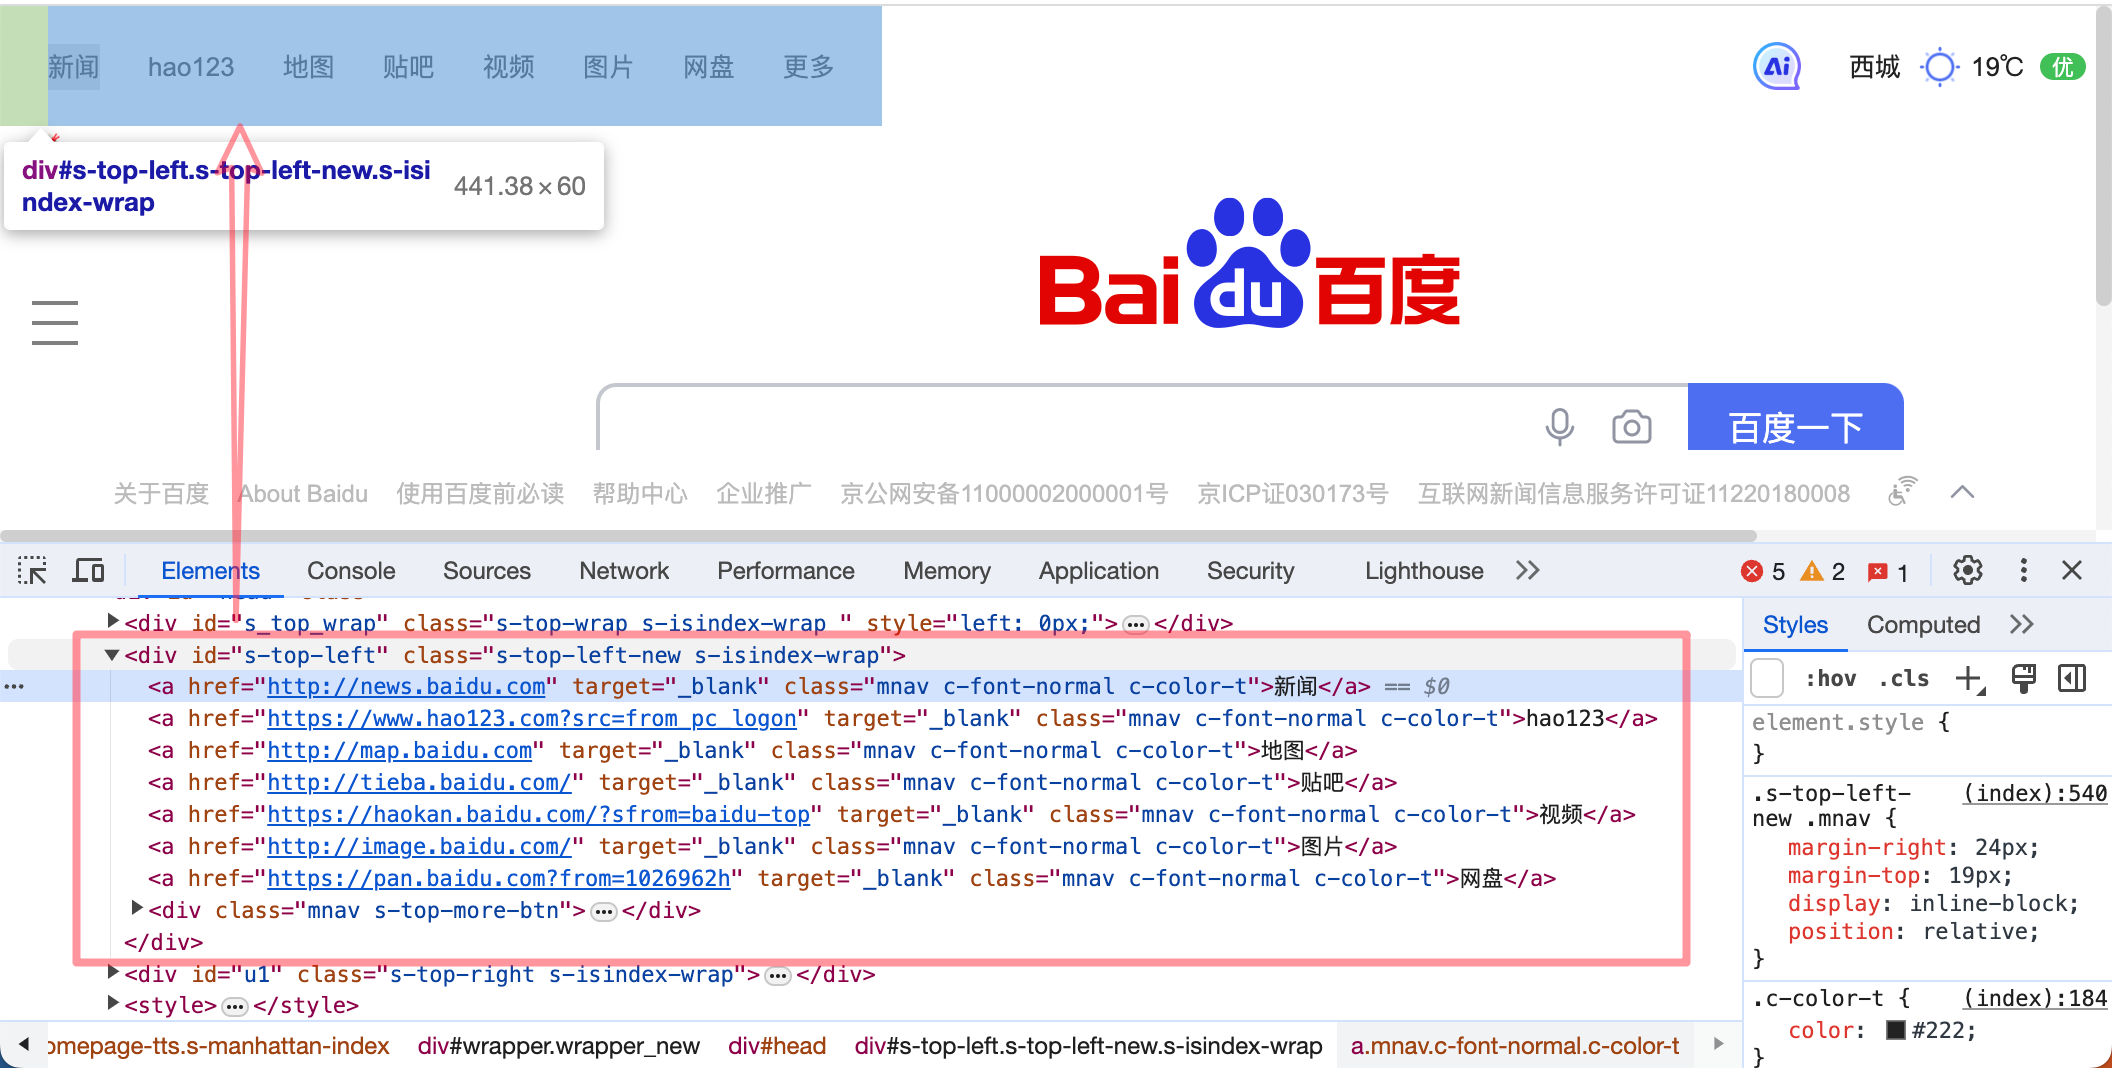 新闻 hao123 地图 贴吧 视频 图片 网盘 更多
Ai 西城 19℃ 优
div#s-top-left.s-top-left-new.s-isi
ndex-wrap
441.38×60
Bai du 百度
百度一下
关于百度 About Baidu 使用百度前必读 帮助中心 企业推广 京公网安备11000002000001号 京ICP证030173号 互联网新闻信息服务许可证11220180008
Elements Console Sources Network Performance Memory Application Security Lighthouse
5 2 1
<div id="s_top_wrap" class="s-top-wrap s-isindex-wrap " style="left: 0px;">…</div>
<div id="s-top-left" class="s-top-left-new s-isindex-wrap">
<a href="http://news.baidu.com" target="_blank" class="mnav c-font-normal c-color-t">新闻</a> == $0
<a href="https://www.hao123.com?src=from_pc_logon" target="_blank" class="mnav c-font-normal c-color-t">hao123</a>
<a href="http://map.baidu.com" target="_blank" class="mnav c-font-normal c-color-t">地图</a>
<a href="http://tieba.baidu.com/" target="_blank" class="mnav c-font-normal c-color-t">贴吧</a>
<a href="https://haokan.baidu.com/?sfrom=baidu-top" target="_blank" class="mnav c-font-normal c-color-t">视频</a>
<a href="http://image.baidu.com/" target="_blank" class="mnav c-font-normal c-color-t">图片</a>
<a href="https://pan.baidu.com?from=1026962h" target="_blank" class="mnav c-font-normal c-color-t">网盘</a>
<div class="mnav s-top-more-btn">…</div>
</div>
<div id="u1" class="s-top-right s-isindex-wrap">…</div>
<style>…</style>
omepage-tts.s-manhattan-index div#wrapper.wrapper_new div#head div#s-top-left.s-top-left-new.s-isindex-wrap a.mnav.c-font-normal.c-color-t
Styles Computed
:hov .cls
element.style {
}
.s-top-left- (index):540
new .mnav {
margin-right: 24px;
margin-top: 19px;
display: inline-block;
position: relative;
}
.c-color-t { (index):184
color: #222;
}